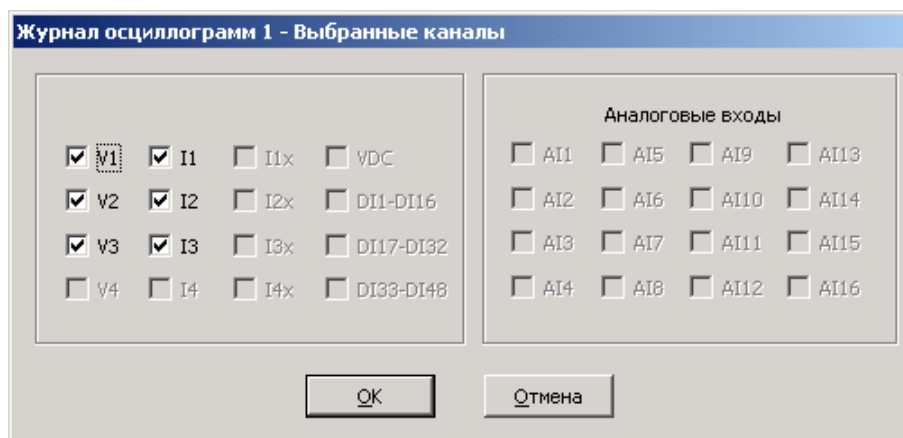 Журнал осциллограмм 1 - Выбранные каналы
Аналоговые входы
V1 I1 I1x VDC AI1 AI5 AI9 AI13
V2 I2 I2x DI1-DI16 AI2 AI6 AI10 AI14
V3 I3 I3x DI17-DI32 AI3 AI7 AI11 AI15
V4 I4 I4x DI33-DI48 AI4 AI8 AI12 AI16
OK Отмена